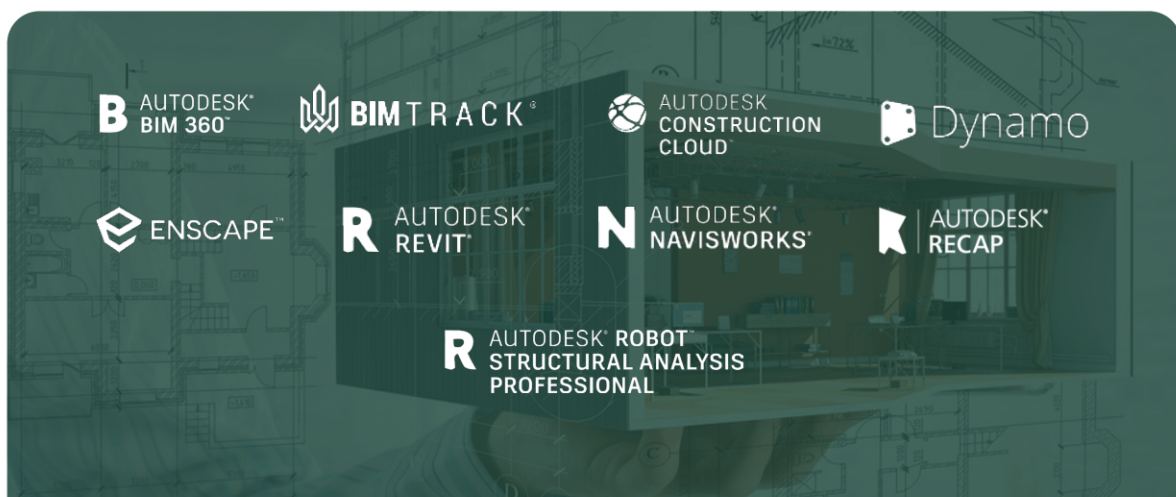 AUTODESK®
BIM 360™
BIMTRACK®
AUTODESK
CONSTRUCTION
CLOUD™
Dynamo
ENSCAPE™
AUTODESK®
REVIT®
AUTODESK®
NAVISWORKS®
AUTODESK®
RECAP
AUTODESK® ROBOT™
STRUCTURAL ANALYSIS
PROFESSIONAL
i=72%